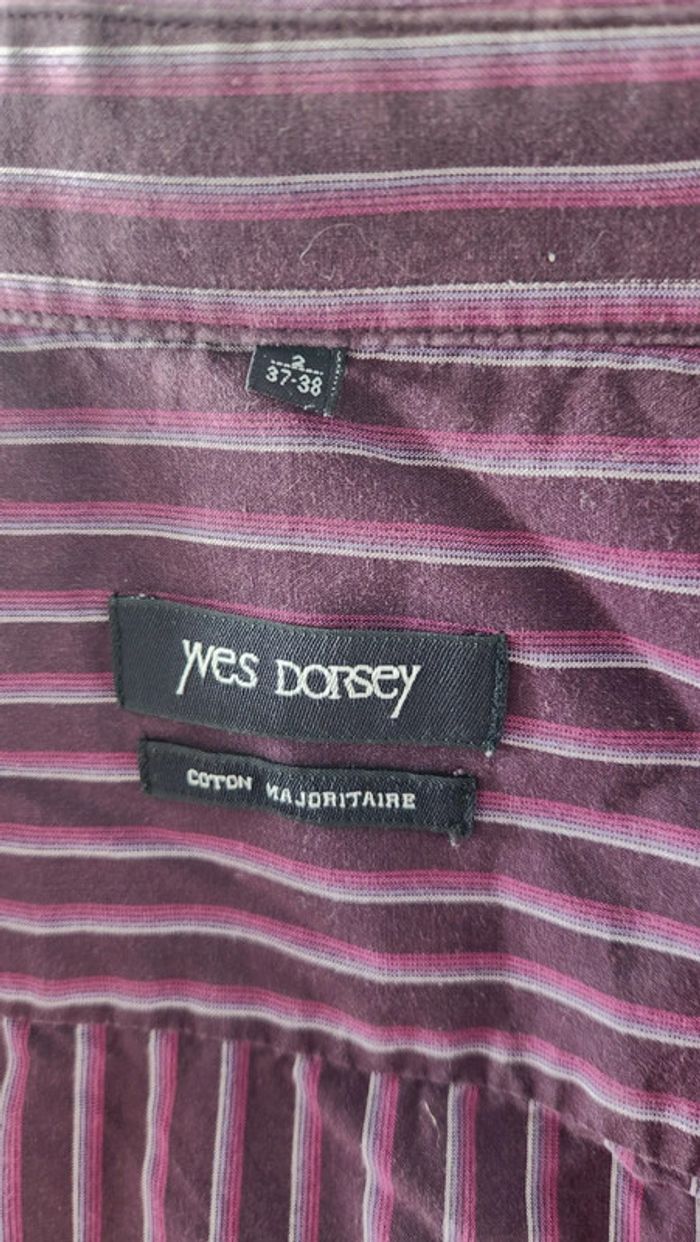 2
37-38
YVES DORSEY
COTON MAJORITAIRE